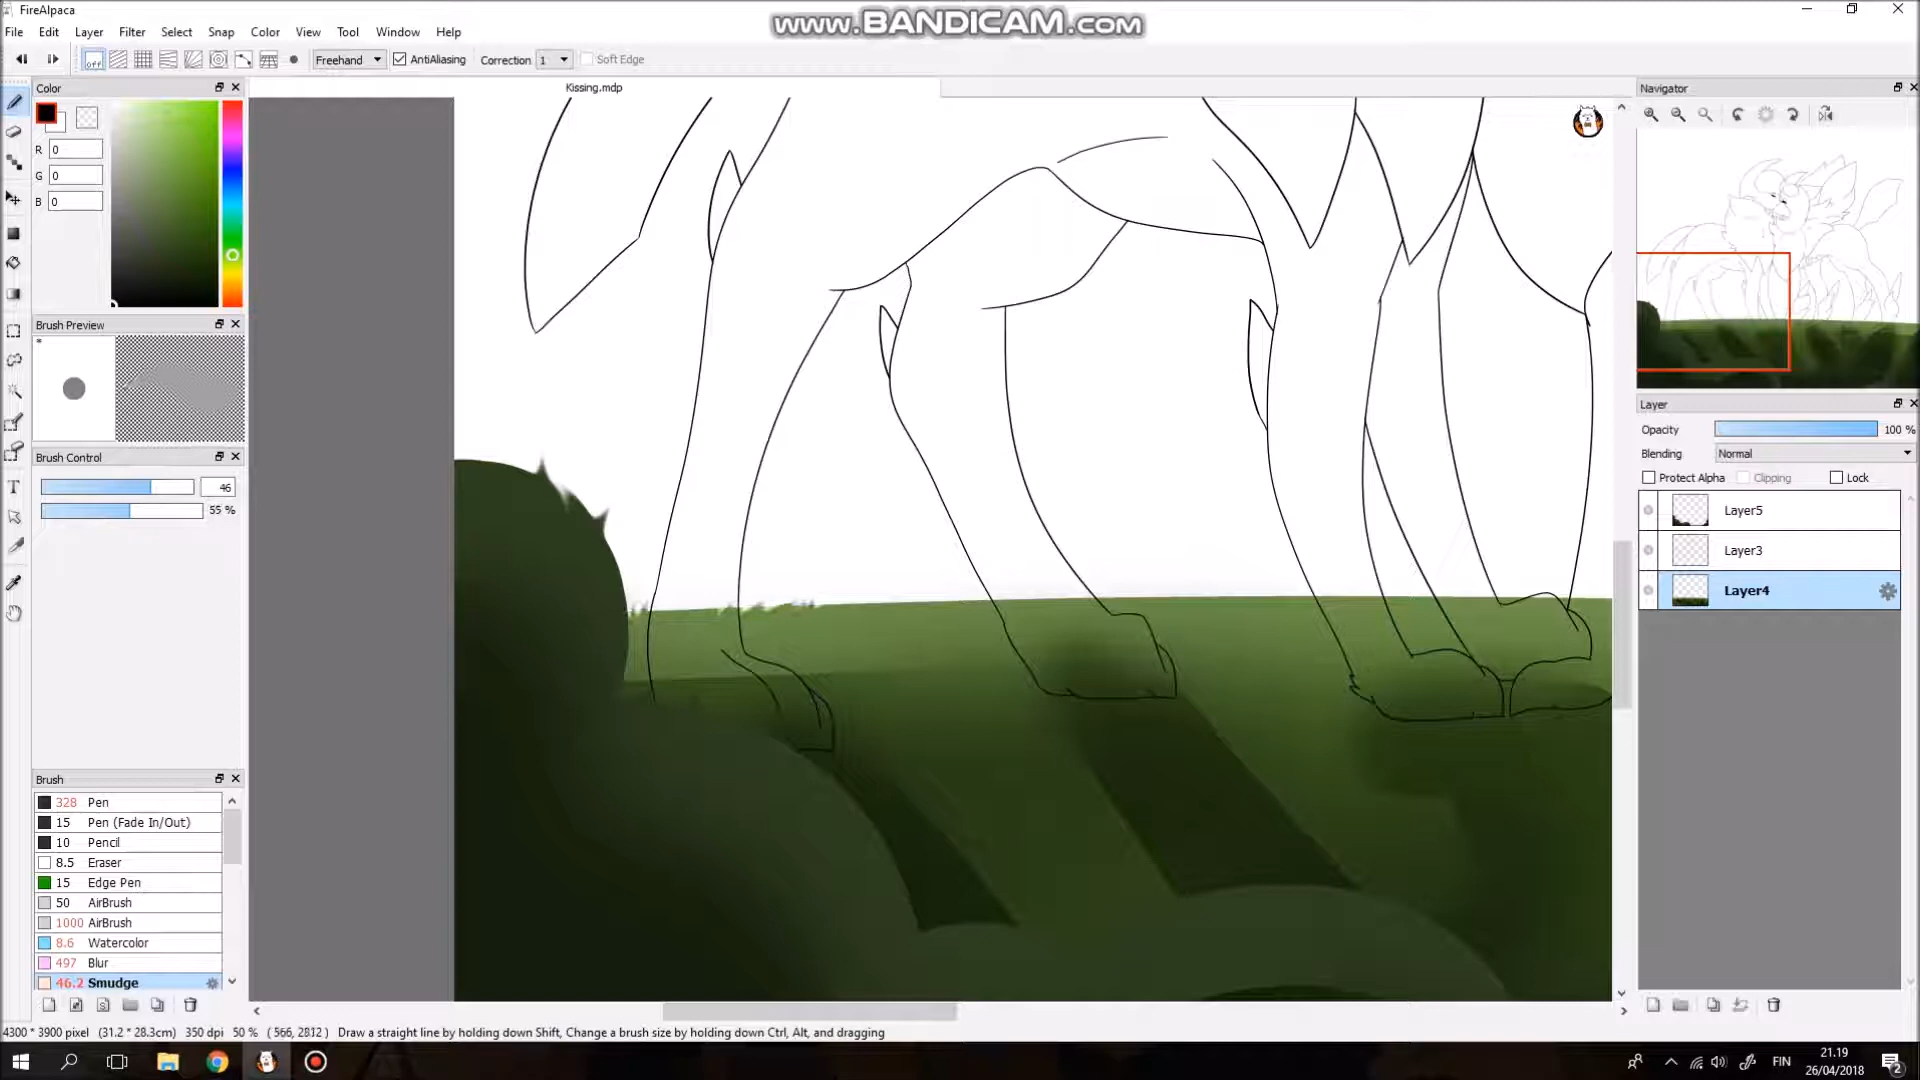 FireAlpaca
www.BANDICAM.com
File Edit Layer Filter Snap Select Color View Tool Window Help
off Freehand AntiAliasing Correction 1 Soft Edge
Color
Kissing.mdp
Navigator
R 0
G 0
B 0
Brush Preview
*
Layer
Opacity 100 %
Blending Normal
Protect Alpha Clipping Lock
Brush Control
46
55 %
Layer5
Layer3
Layer4
Brush
328 Pen
15 Pen (Fade In/Out)
10 Pencil
8.5 Eraser
15 Edge Pen
50 AirBrush
1000 AirBrush
8.6 Watercolor
497 Blur
46.2 Smudge
4300 * 3900 pixel (31.2 * 28.3cm) 350 dpi 50 % ( 566, 2812 ) Draw a straight line by holding down Shift, Change a brush size by holding down Ctrl, Alt, and dragging
FIN
21.19
26/04/2018
2